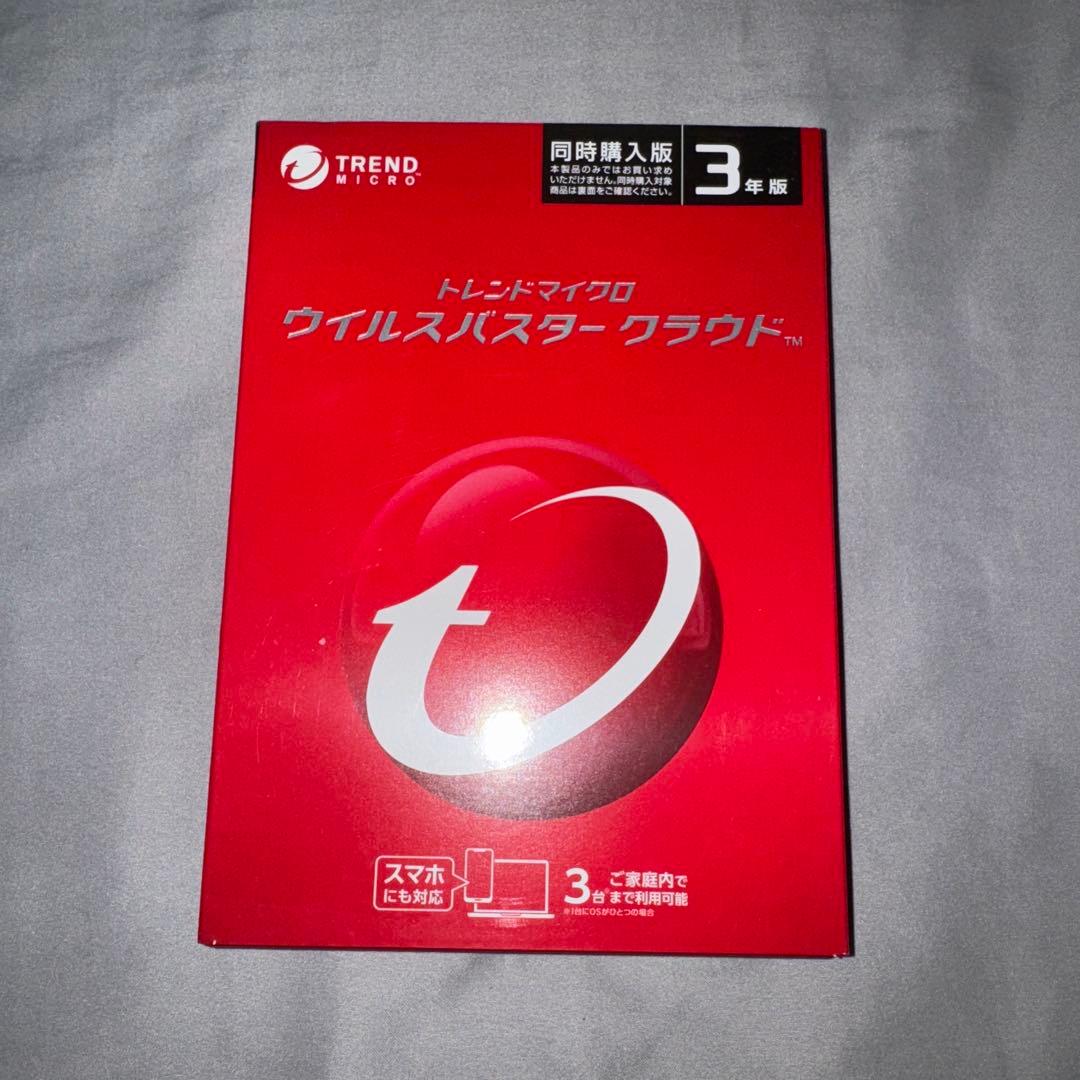 TREND
MICRO™
同時購入版
本製品のみではお買い求め
いただけません。同時購入対象
商品は裏面をご確認ください。
3年版
トレンドマイクロ
ウイルスバスター クラウド™
スマホ
にも対応
3台 ご家庭内で
まで利用可能
※1台にOSがひとつの場合